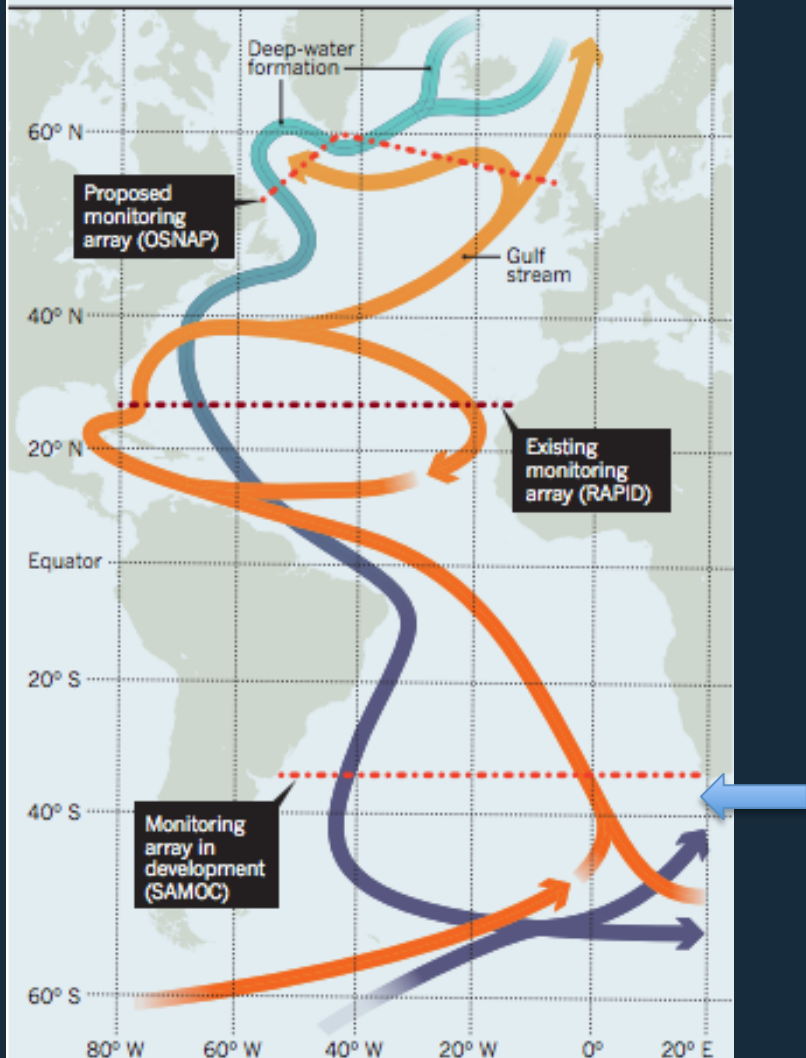 Deep-water
formation
60° N
Proposed
monitoring
array (OSNAP)
Gulf
stream
40° N
20° N
Existing
monitoring
array (RAPID)
Equator
20° S
40° S
Monitoring
array in
development
(SAMOC)
60° S
80° W 60° W 40° W 20° W 0° 20° E